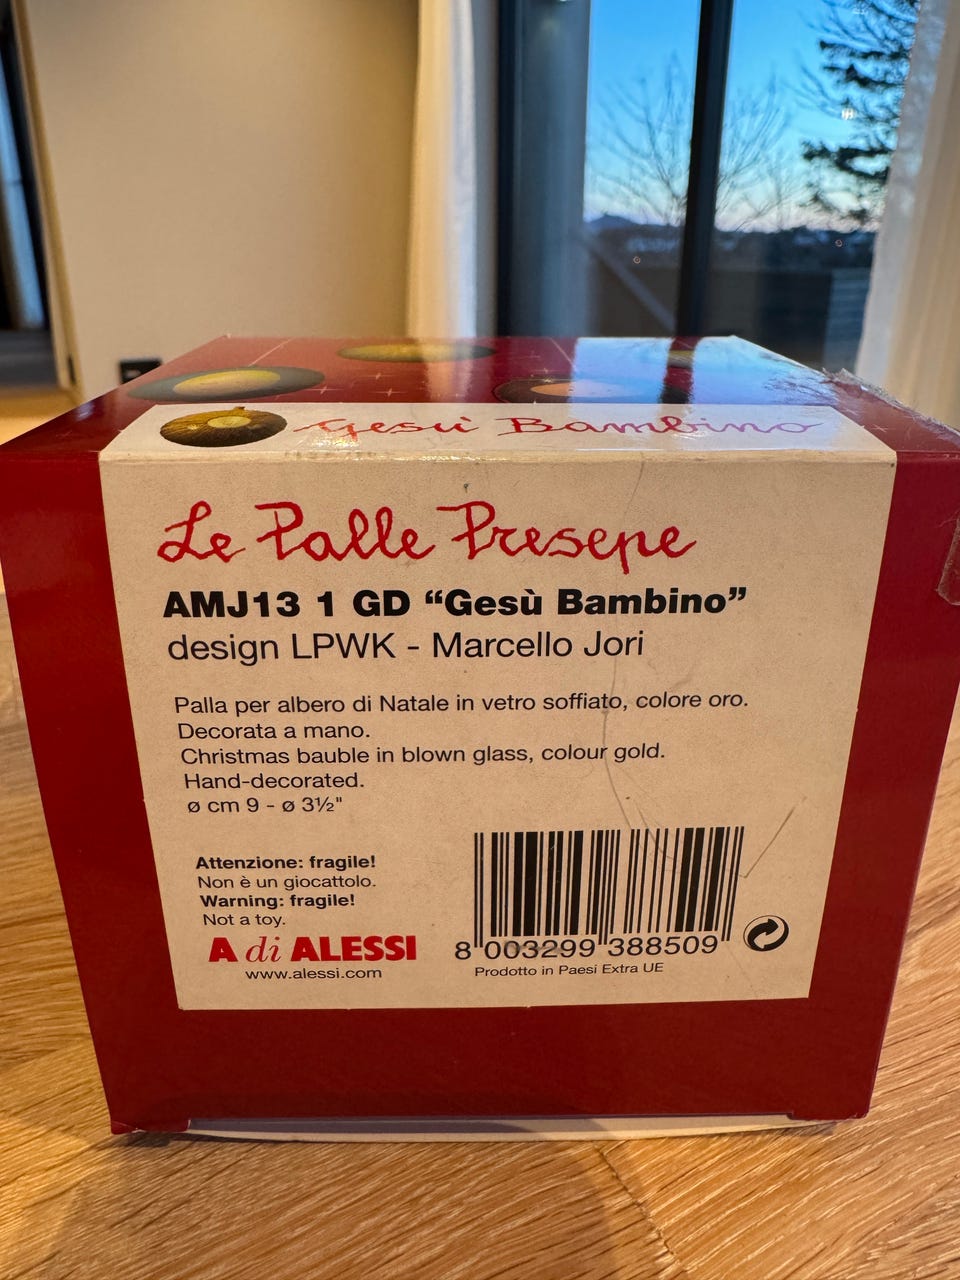 Gesù Bambino
Le Palle Presepe
AMJ13 1 GD “Gesù Bambino”
design LPWK - Marcello Jori
Palla per albero di Natale in vetro soffiato, colore oro.
Decorata a mano.
Christmas bauble in blown glass, colour gold.
Hand-decorated.
ø cm 9 - ø 3½"
Attenzione: fragile!
Non è un giocattolo.
Warning: fragile!
Not a toy.
A di ALESSI
www.alessi.com
8 003299 388509
Prodotto in Paesi Extra UE